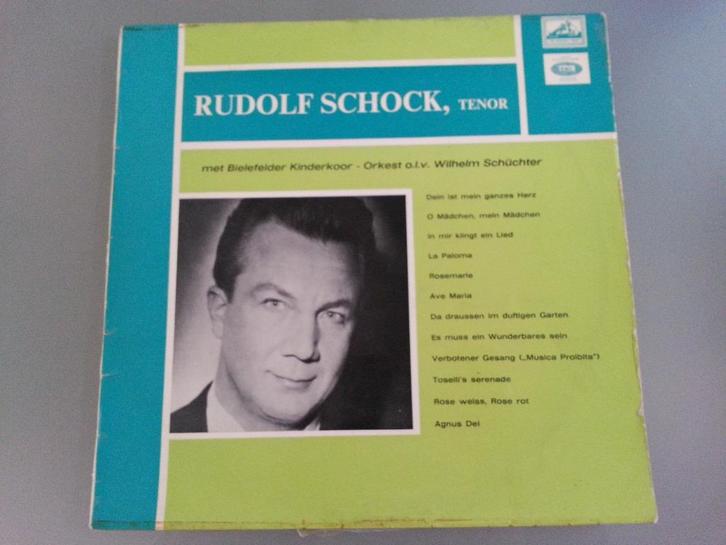 RUDOLF SCHOCK, TENOR
met Bielefelder Kinderkoor - Orkest o.l.v. Wilhelm Schüchter
Dein ist mein ganzes Herz
O Mädchen, mein Mädchen
In mir klingt ein Lied
La Paloma
Rosemarie
Ave Maria
Da draussen im duftigen Garten
Es muss ein Wunderbares sein
Verbotener Gesang („Musica Proibita")
Toselli's serenade
Rose weiss, Rose rot
Agnus Dei
EMI